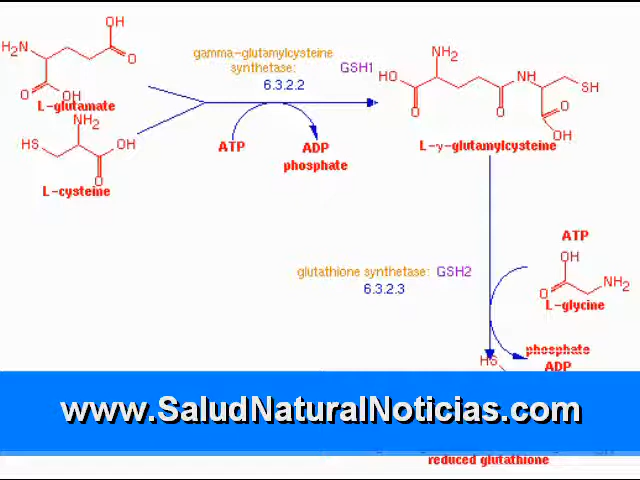 OH
H₂N
O
O
OH
L-glutamate
NH₂
HS
OH
O
L-cysteine
gamma-glutamylcysteine
synthetase:
GSH1
6.3.2.2
ATP
ADP
phosphate
NH₂
HO
NH
SH
O
O
O
OH
L-γ-glutamylcysteine
glutathione synthetase:
GSH2
6.3.2.3
ATP
OH
NH₂
O
L-glycine
phosphate
ADP
HS
www.SaludNaturalNoticias.com
reduced glutathione